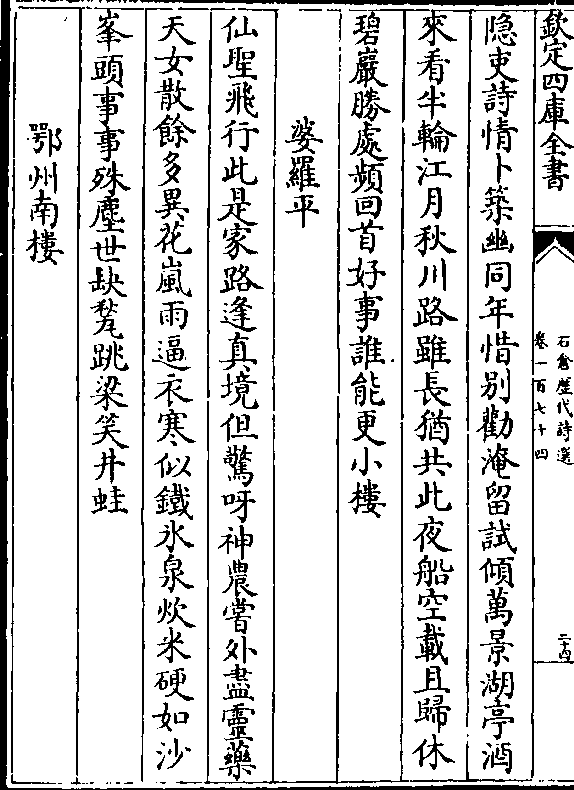 欽定四庫全書
石倉歷代詩選
卷一百七十四
二十四
隐吏詩情卜築幽同年惜别勸淹留試傾萬景湖亭酒
來看半輪江月秋川路雖長猶共此夜船空載且歸休
碧巖勝處頻回首好事誰能更小樓
婆羅平
仙聖飛行此是家路逢真境但驚呀神農嘗外盡靈藥
天女散餘多異花嵐雨逼衣寒似鐵氷泉炊米硬如沙
峯頭事事殊塵世缺甃跳梁笑井蛙
鄂州南樓